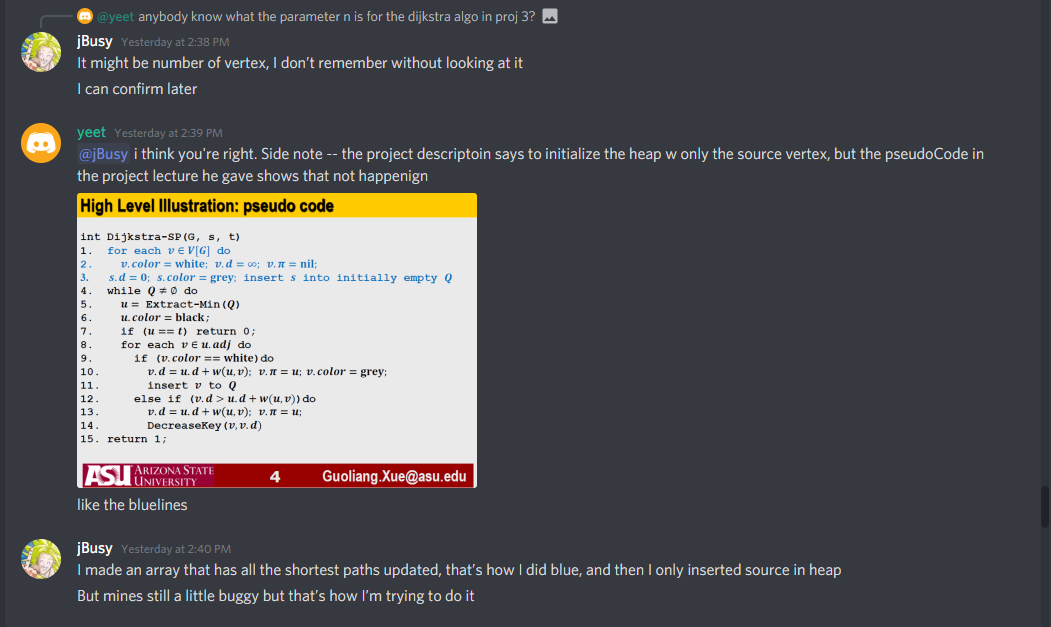 @yeet anybody know what the parameter n is for the dijkstra algo in proj 3?
jBusy Yesterday at 2:38 PM
It might be number of vertex, I don't remember without looking at it
I can confirm later
yeet Yesterday at 2:39 PM
@jBusy i think you're right. Side note -- the project descriptoin says to initialize the heap w only the source vertex, but the pseudoCode in
the project lecture he gave shows that not happenign
High Level Illustration: pseudo code
int Dijkstra-SP(G, s, t)
1. for each v ∈ V[G] do
2. v.color = white; v.d = ∞; v.π = nil;
3. s.d = 0; s.color = grey; insert s into initially empty Q
4. while Q ≠ ∅ do
5. u = Extract-Min(Q)
6. u.color = black;
7. if (u == t) return 0;
8. for each v ∈ u.adj do
9. if (v.color == white) do
10. v.d = u.d + w(u,v); v.π = u; v.color = grey;
11. insert v to Q
12. else if (v.d > u.d + w(u,v)) do
13. v.d = u.d + w(u,v); v.π = u;
14. DecreaseKey(v,v.d)
15. return 1;
ASU ARIZONA STATE
UNIVERSITY
4
Guoliang.Xue@asu.edu
like the bluelines
jBusy Yesterday at 2:40 PM
I made an array that has all the shortest paths updated, that's how I did blue, and then I only inserted source in heap
But mines still a little buggy but that's how I'm trying to do it